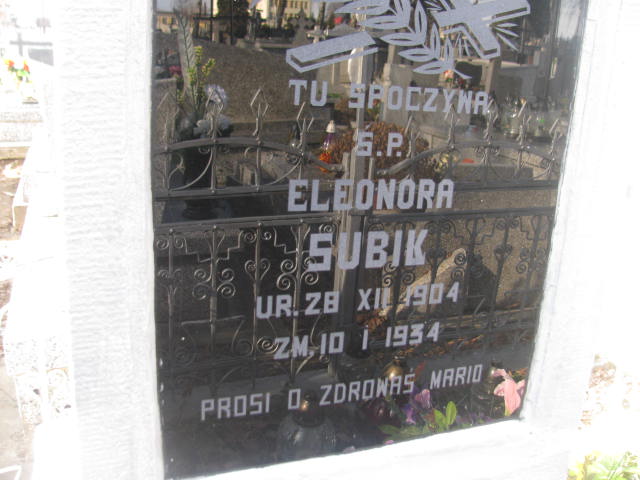 TU SPOCZYWA
Ś.P.
ELEONORA
SUBIK
UR. 28 XII 1904
ZM. 10 I 1934
PROSI O ZDROWAŚ MARIO